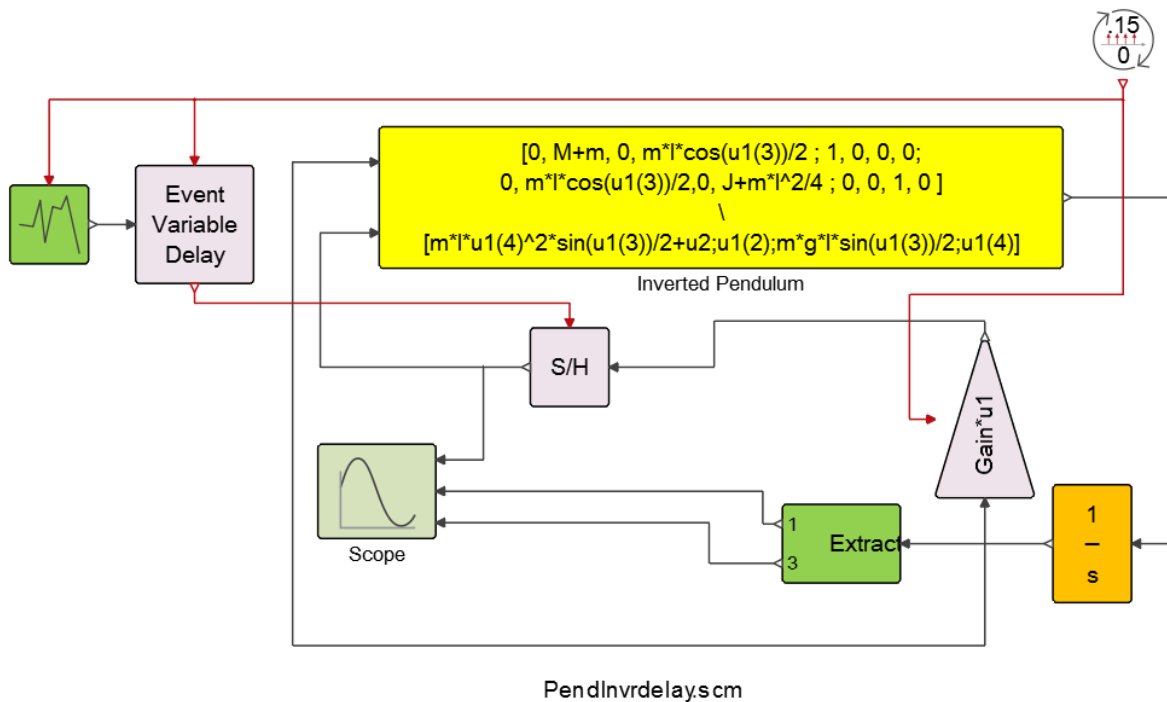 .15
0
[0, M+m, 0, m*l*cos(u1(3))/2 ; 1, 0, 0, 0;
0, m*l*cos(u1(3))/2,0, J+m*l^2/4 ; 0, 0, 1, 0 ]
\
[m*l*u1(4)^2*sin(u1(3))/2+u2;u1(2);m*g*l*sin(u1(3))/2;u1(4)]
Inverted Pendulum
Event
Variable
Delay
S/H
Gain*u1
Scope
1
3
Extract
1
s
PendInvrdelay.scm